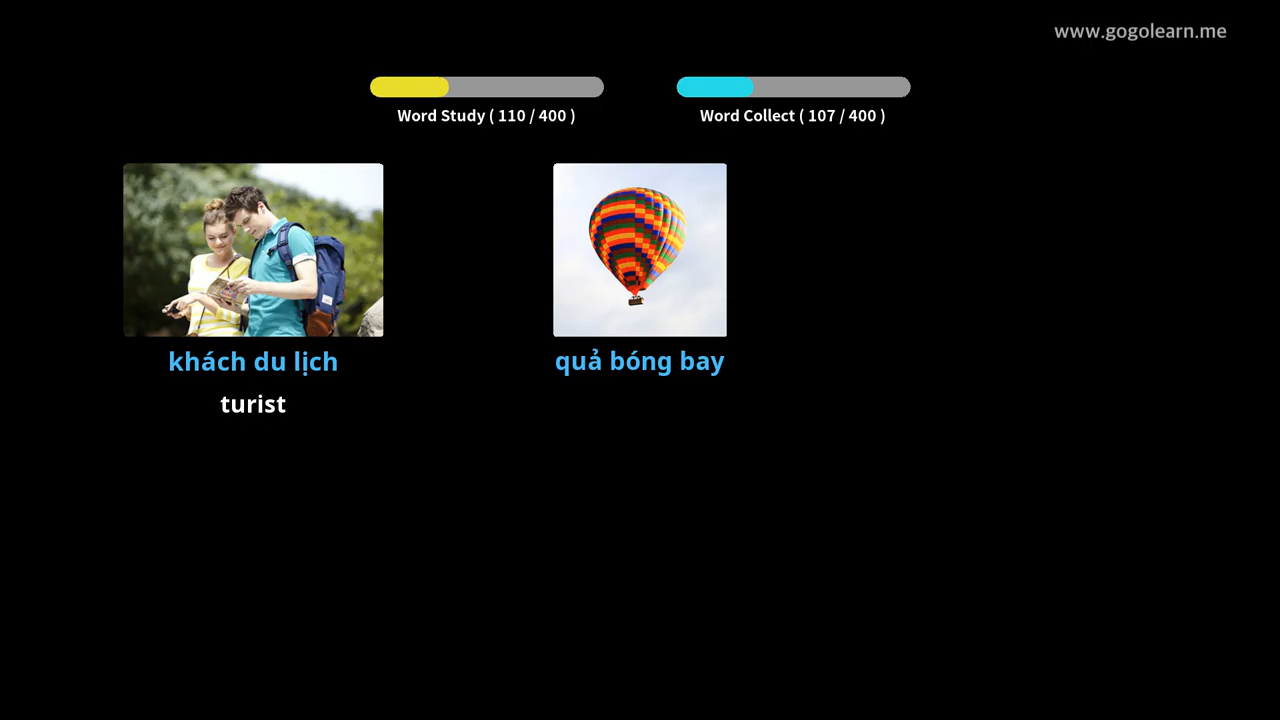 www.gogolearn.me
Word Study ( 110 / 400 )
Word Collect ( 107 / 400 )
khách du lịch
turist
quả bóng bay